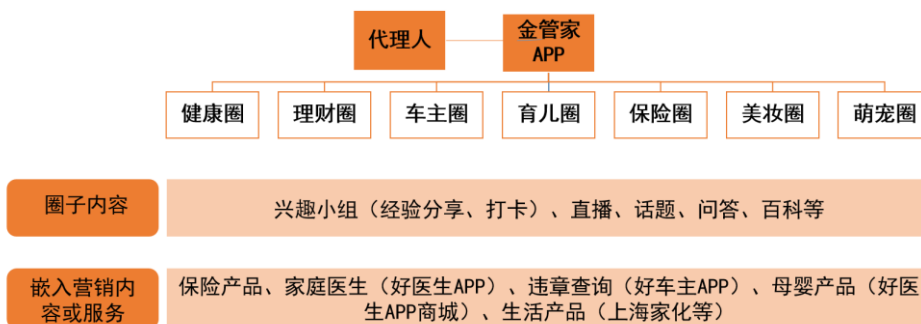 代理人
金管家
APP
健康圈
理财圈
车主圈
育儿圈
保险圈
美妆圈
萌宠圈
圈子内容
兴趣小组（经验分享、打卡）、直播、话题、问答、百科等
嵌入营销内
容或服务
保险产品、家庭医生（好医生APP）、违章查询（好车主APP）、母婴产品（好医
生APP商城）、生活产品（上海家化等）